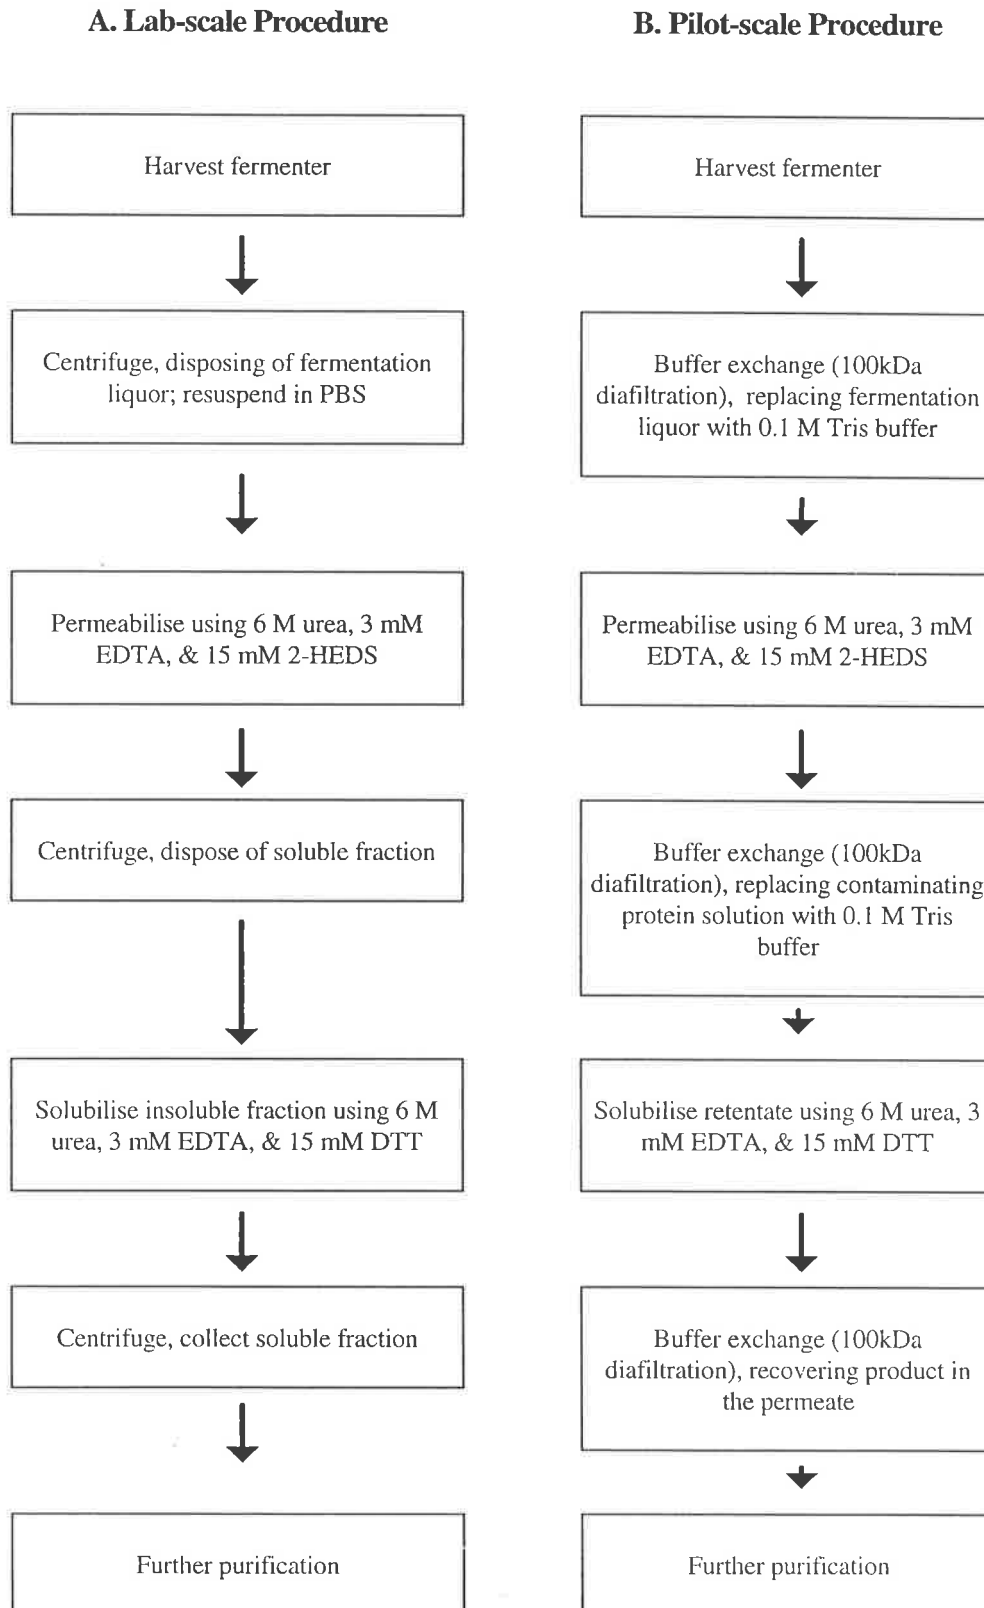 A. Lab-scale Procedure
Harvest fermenter
Centrifuge, disposing of fermentation
liquor; resuspend in PBS
Permeabilise using 6 M urea, 3 mM
EDTA, & 15 mM 2-HEDS
Centrifuge, dispose of soluble fraction
Solubilise insoluble fraction using 6 M
urea, 3 mM EDTA, & 15 mM DTT
Centrifuge, collect soluble fraction
Further purification
B. Pilot-scale Procedure
Harvest fermenter
Buffer exchange (100kDa
diafiltration), replacing fermentation
liquor with 0.1 M Tris buffer
Permeabilise using 6 M urea, 3 mM
EDTA, & 15 mM 2-HEDS
Buffer exchange (100kDa
diafiltration), replacing contaminating
protein solution with 0.1 M Tris
buffer
Solubilise retentate using 6 M urea, 3
mM EDTA, & 15 mM DTT
Buffer exchange (100kDa
diafiltration), recovering product in
the permeate
Further purification